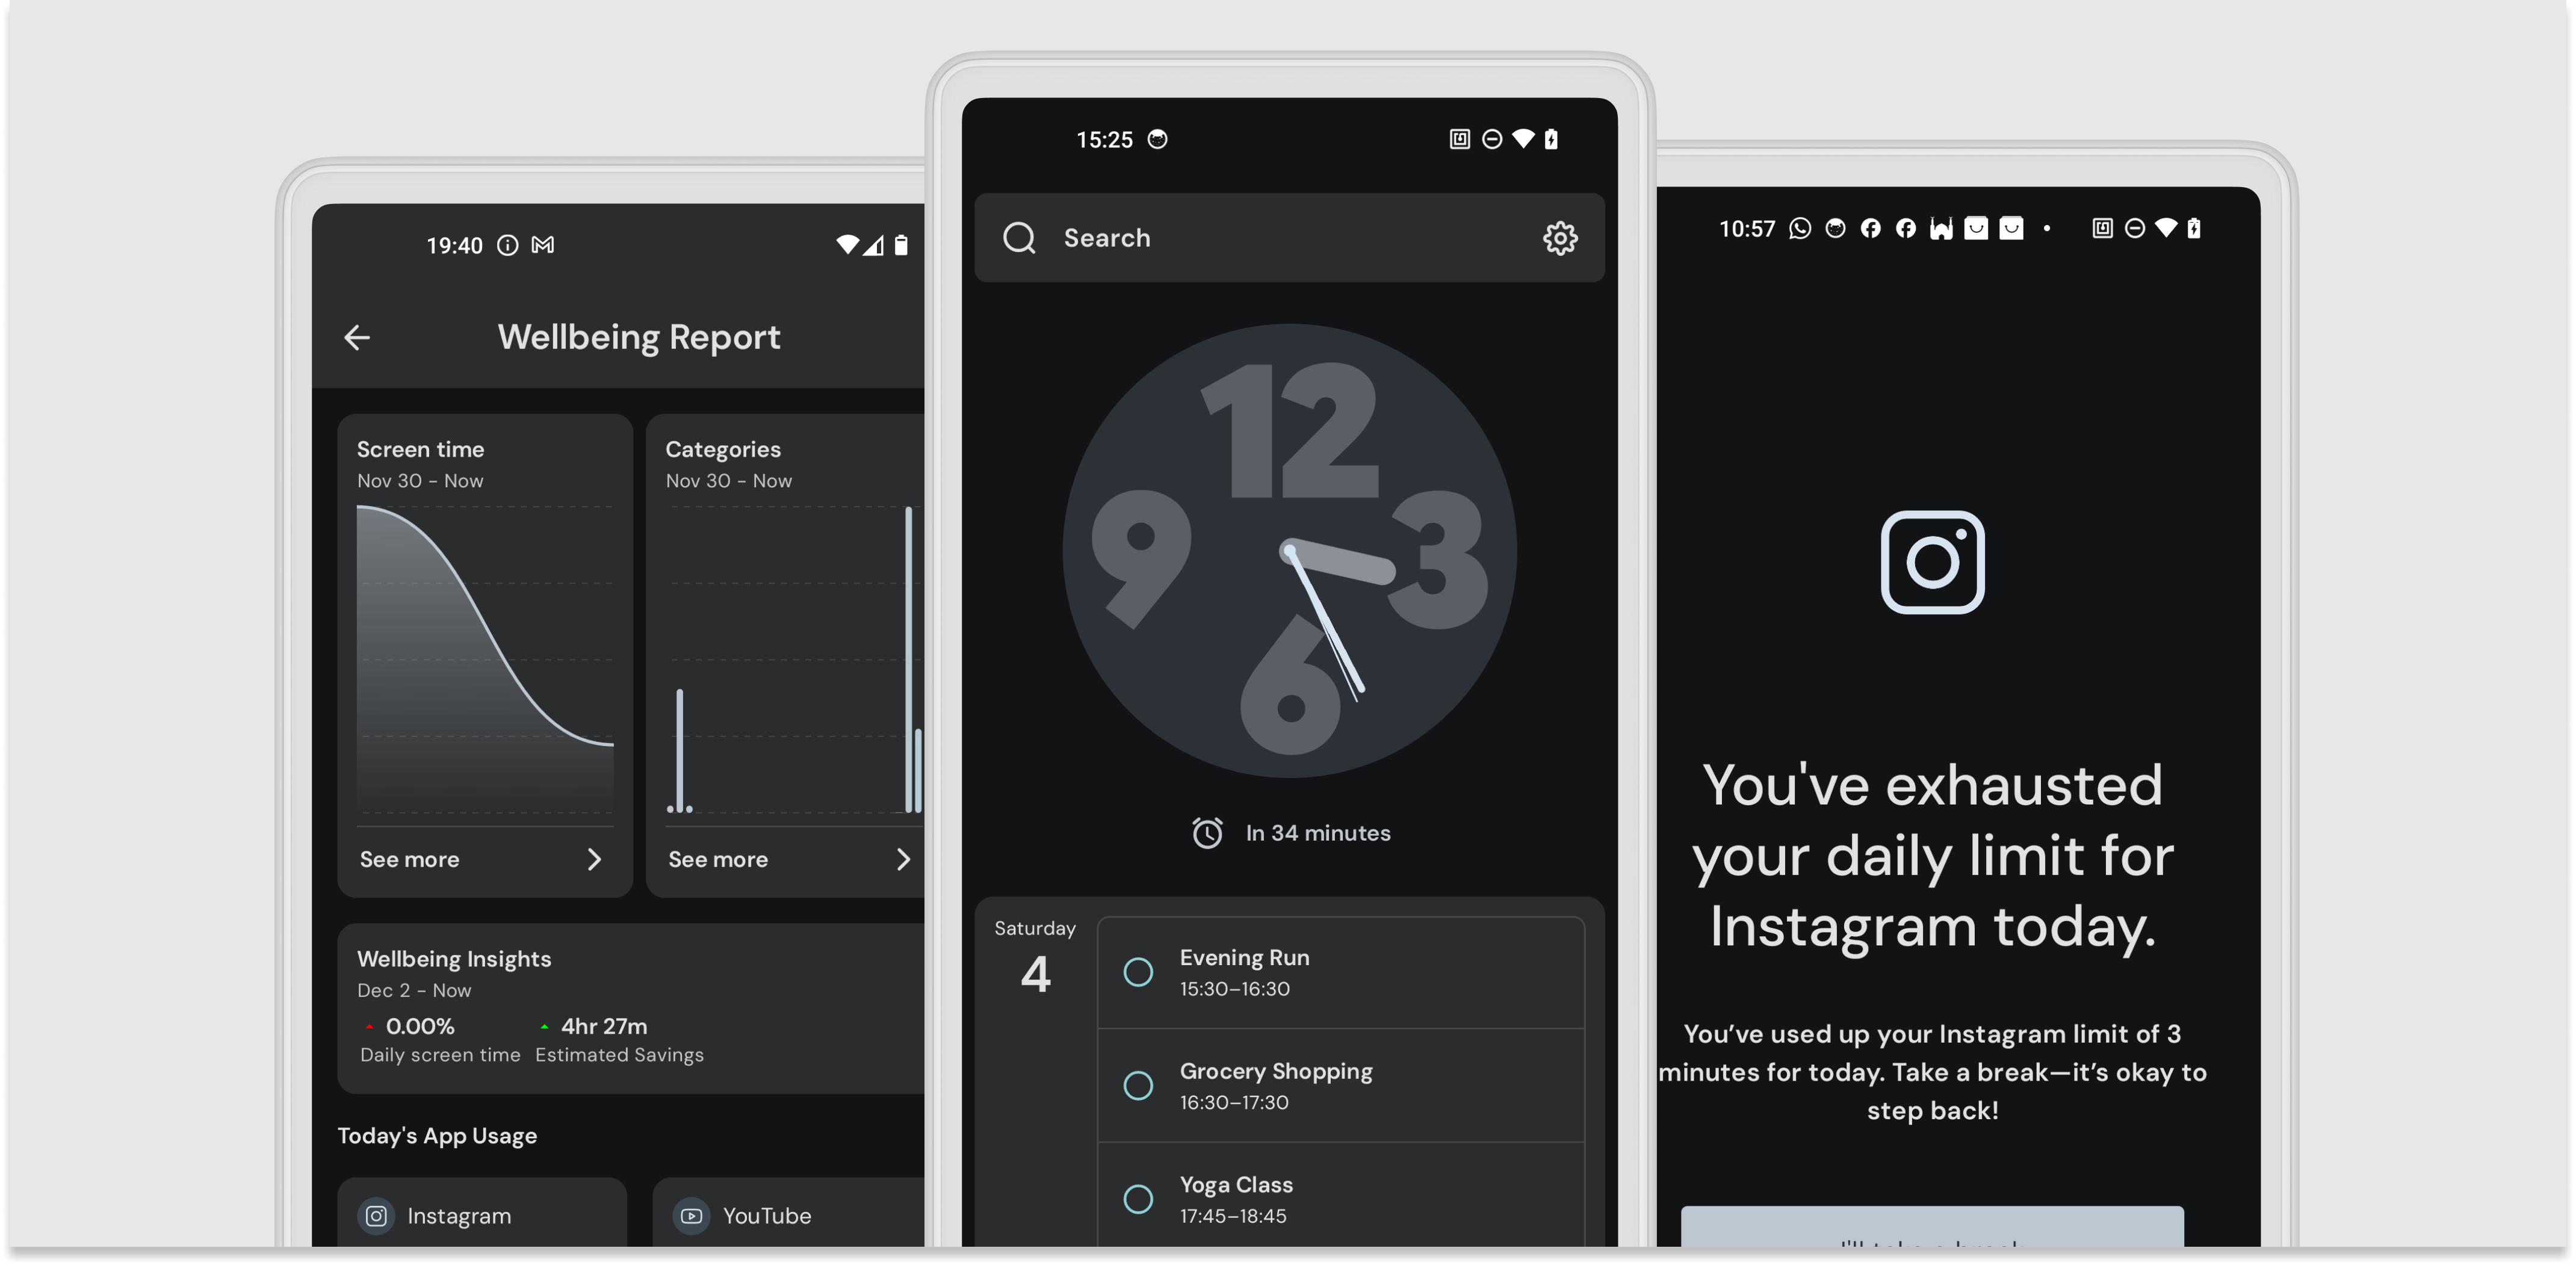 19:40
Wellbeing Report
Screen time
Nov 30 - Now
See more
Categories
Nov 30 - Now
See more
Wellbeing Insights
Dec 2 - Now
0.00%
Daily screen time
4hr 27m
Estimated Savings
Today's App Usage
Instagram
YouTube
15:25
Search
12
9
3
6
In 34 minutes
Saturday
4
Evening Run
15:30–16:30
Grocery Shopping
16:30–17:30
Yoga Class
17:45–18:45
10:57
You've exhausted
your daily limit for
Instagram today.
You’ve used up your Instagram limit of 3
minutes for today. Take a break—it’s okay to
step back!